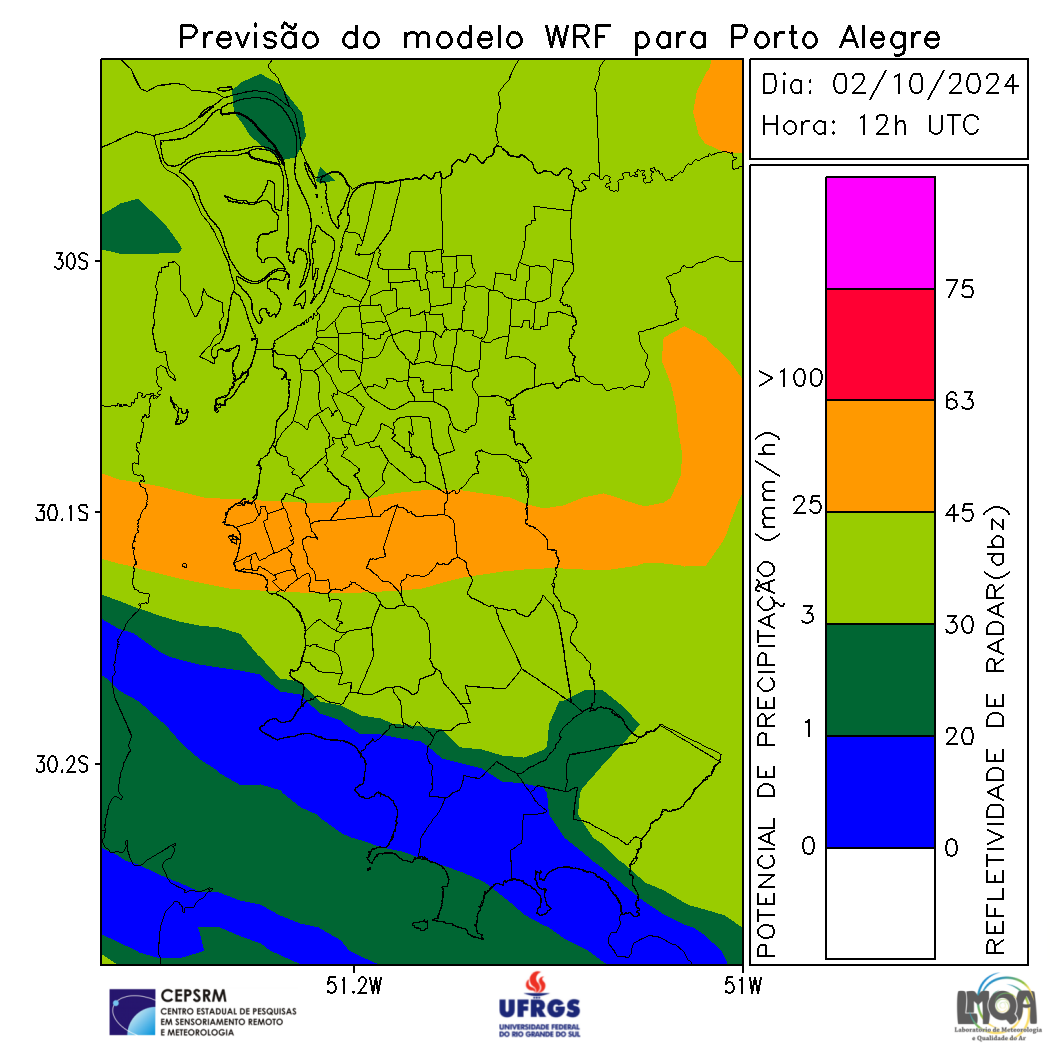 Previsão do modelo WRF para Porto Alegre
Dia: 02/10/2024
Hora: 12h UTC
30S
30.1S
30.2S
51.2W
51W
POTENCIAL DE PRECIPITAÇÃO (mm/h)
>100
25
3
1
0
75
63
45
30
20
0
REFLETIVIDADE DE RADAR(dbz)
CEPSRM
CENTRO ESTADUAL DE PESQUISAS
EM SENSORIAMENTO REMOTO
E METEOROLOGIA
UFRGS
UNIVERSIDADE FEDERAL
DO RIO GRANDE DO SUL
LMQA
Laboratório de Meteorologia
e Qualidade do Ar